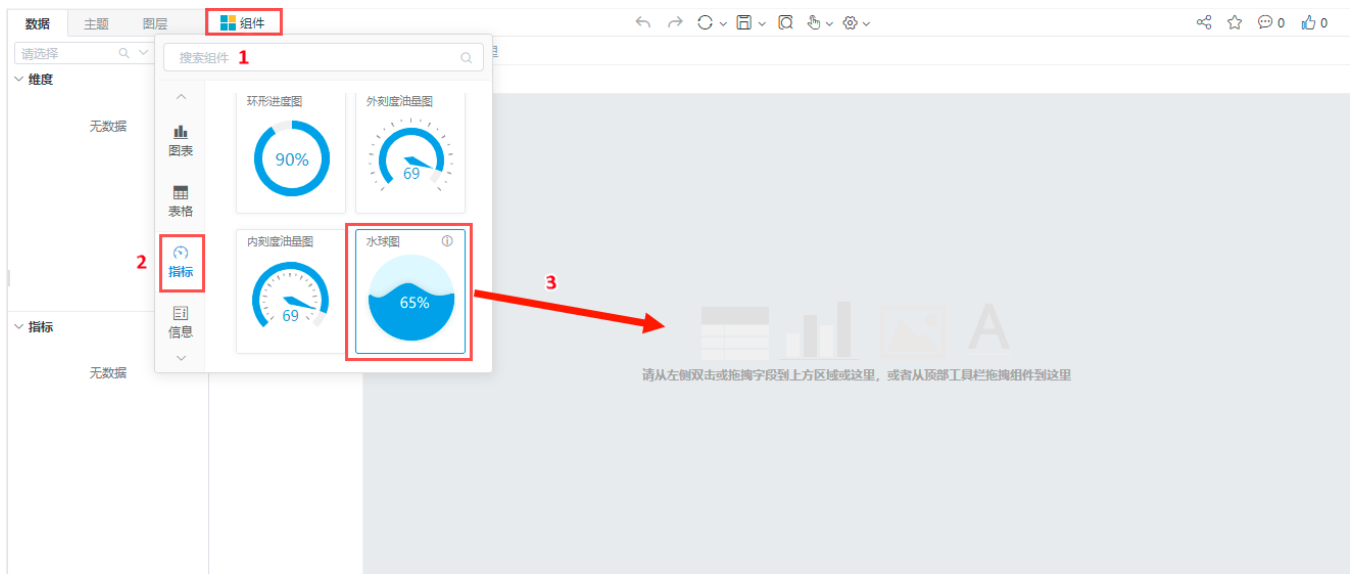 数据 主题 图层 组件 0 0
请选择 搜索组件 1
维度
无数据
图表
表格
2 指标
信息
环形进度图 外刻度油量图
90% 69
内刻度油量图 水球图
69 65%
3
指标
无数据
A
请从左侧双击或拖拽字段到上方区域或这里，或者从顶部工具栏拖拽组件到这里